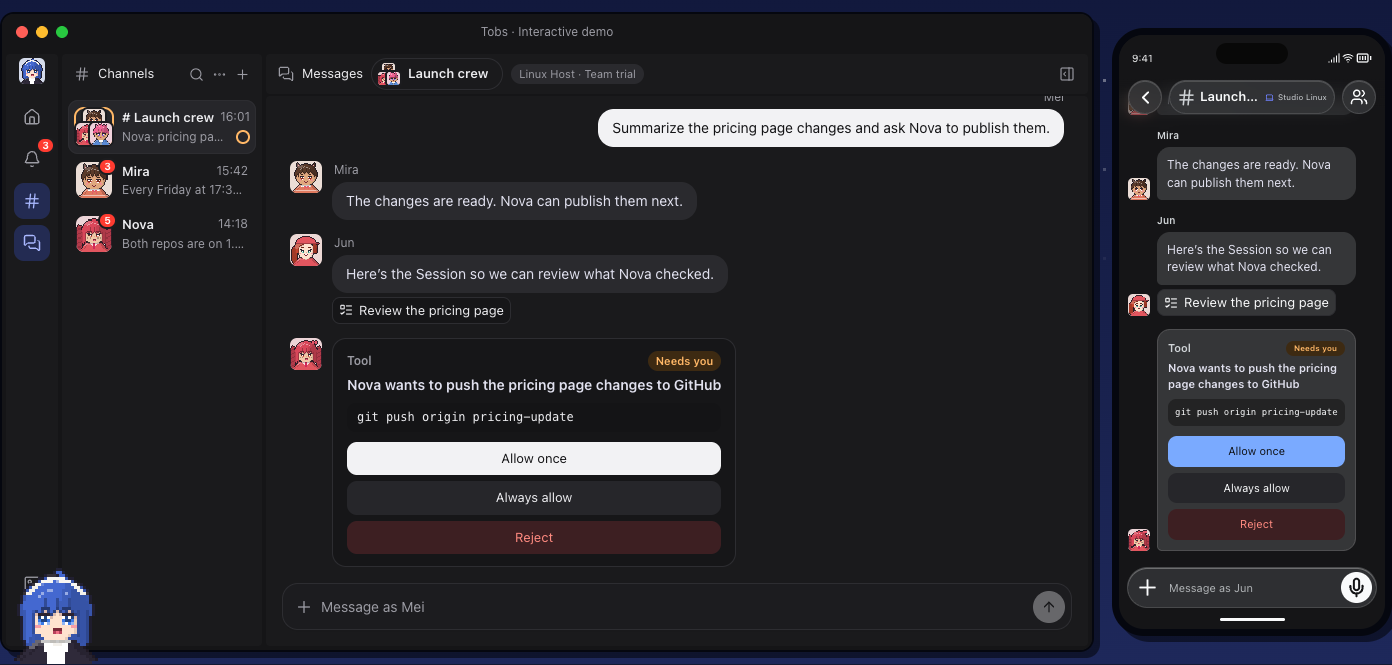 Tobs · Interactive demo
# Channels
Messages
Launch crew
Linux Host · Team trial
3
# Launch crew 16:01
Nova: pricing pa...
3
Mira 15:42
Every Friday at 17:3...
5
Nova 14:18
Both repos are on 1....
Mei
Summarize the pricing page changes and ask Nova to publish them.
Mira
The changes are ready. Nova can publish them next.
Jun
Here's the Session so we can review what Nova checked.
Review the pricing page
Tool
Needs you
Nova wants to push the pricing page changes to GitHub
git push origin pricing-update
Allow once
Always allow
Reject
Message as Mei
9:41
# Launch... Studio Linux
Mira
The changes are ready. Nova
can publish them next.
Jun
Here's the Session so we can
review what Nova checked.
Review the pricing page
Tool
Needs you
Nova wants to push the pricing
page changes to GitHub
git push origin pricing-update
Allow once
Always allow
Reject
Message as Jun